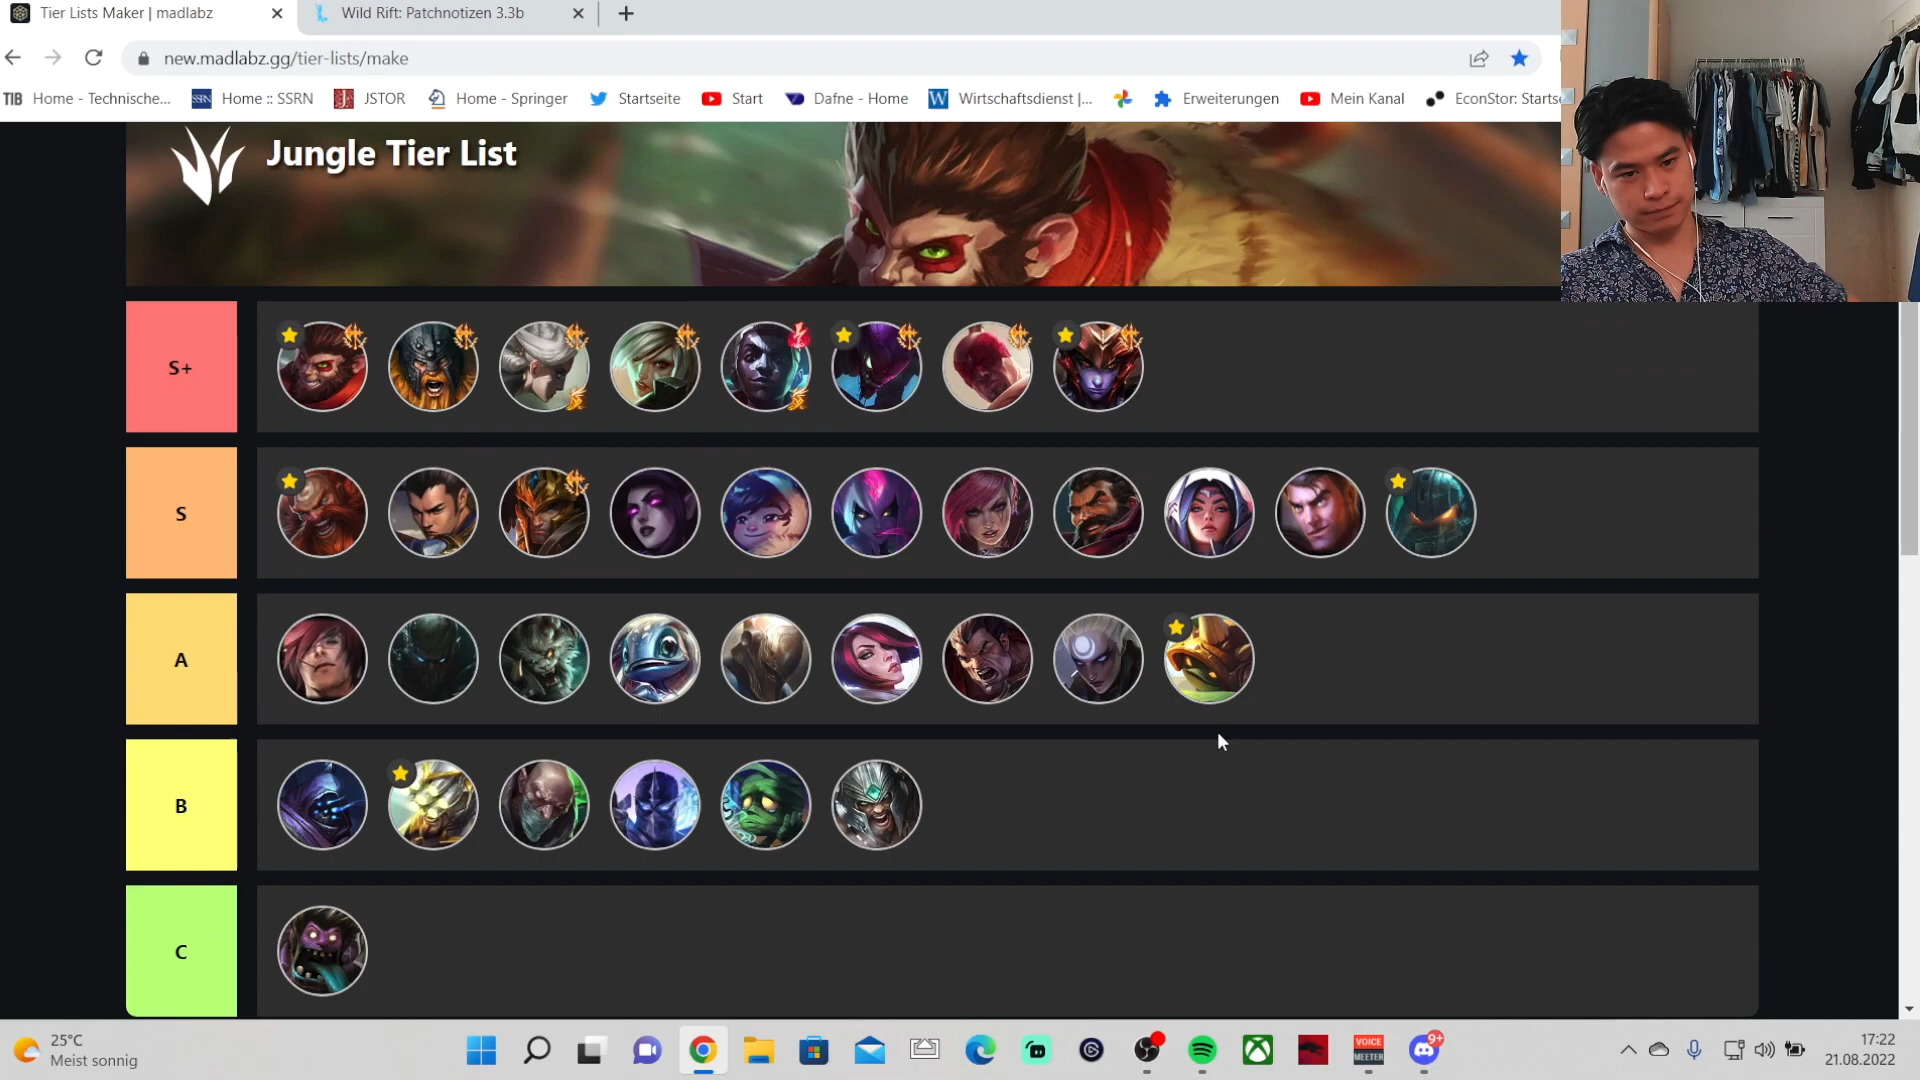 Tier Lists Maker | madlabz
Wild Rift: Patchnotizen 3.3b
new.madlabz.gg/tier-lists/make
TIB Home - Technische... SSRN Home :: SSRN JSTOR Home - Springer Startseite Start Dafne - Home W Wirtschaftsdienst |... Erweiterungen Mein Kanal EconStor: Starts
Jungle Tier List
S+
S
A
B
C
25°C
Meist sonnig
VOICE
MEETER
9+
17:22
21.08.2022